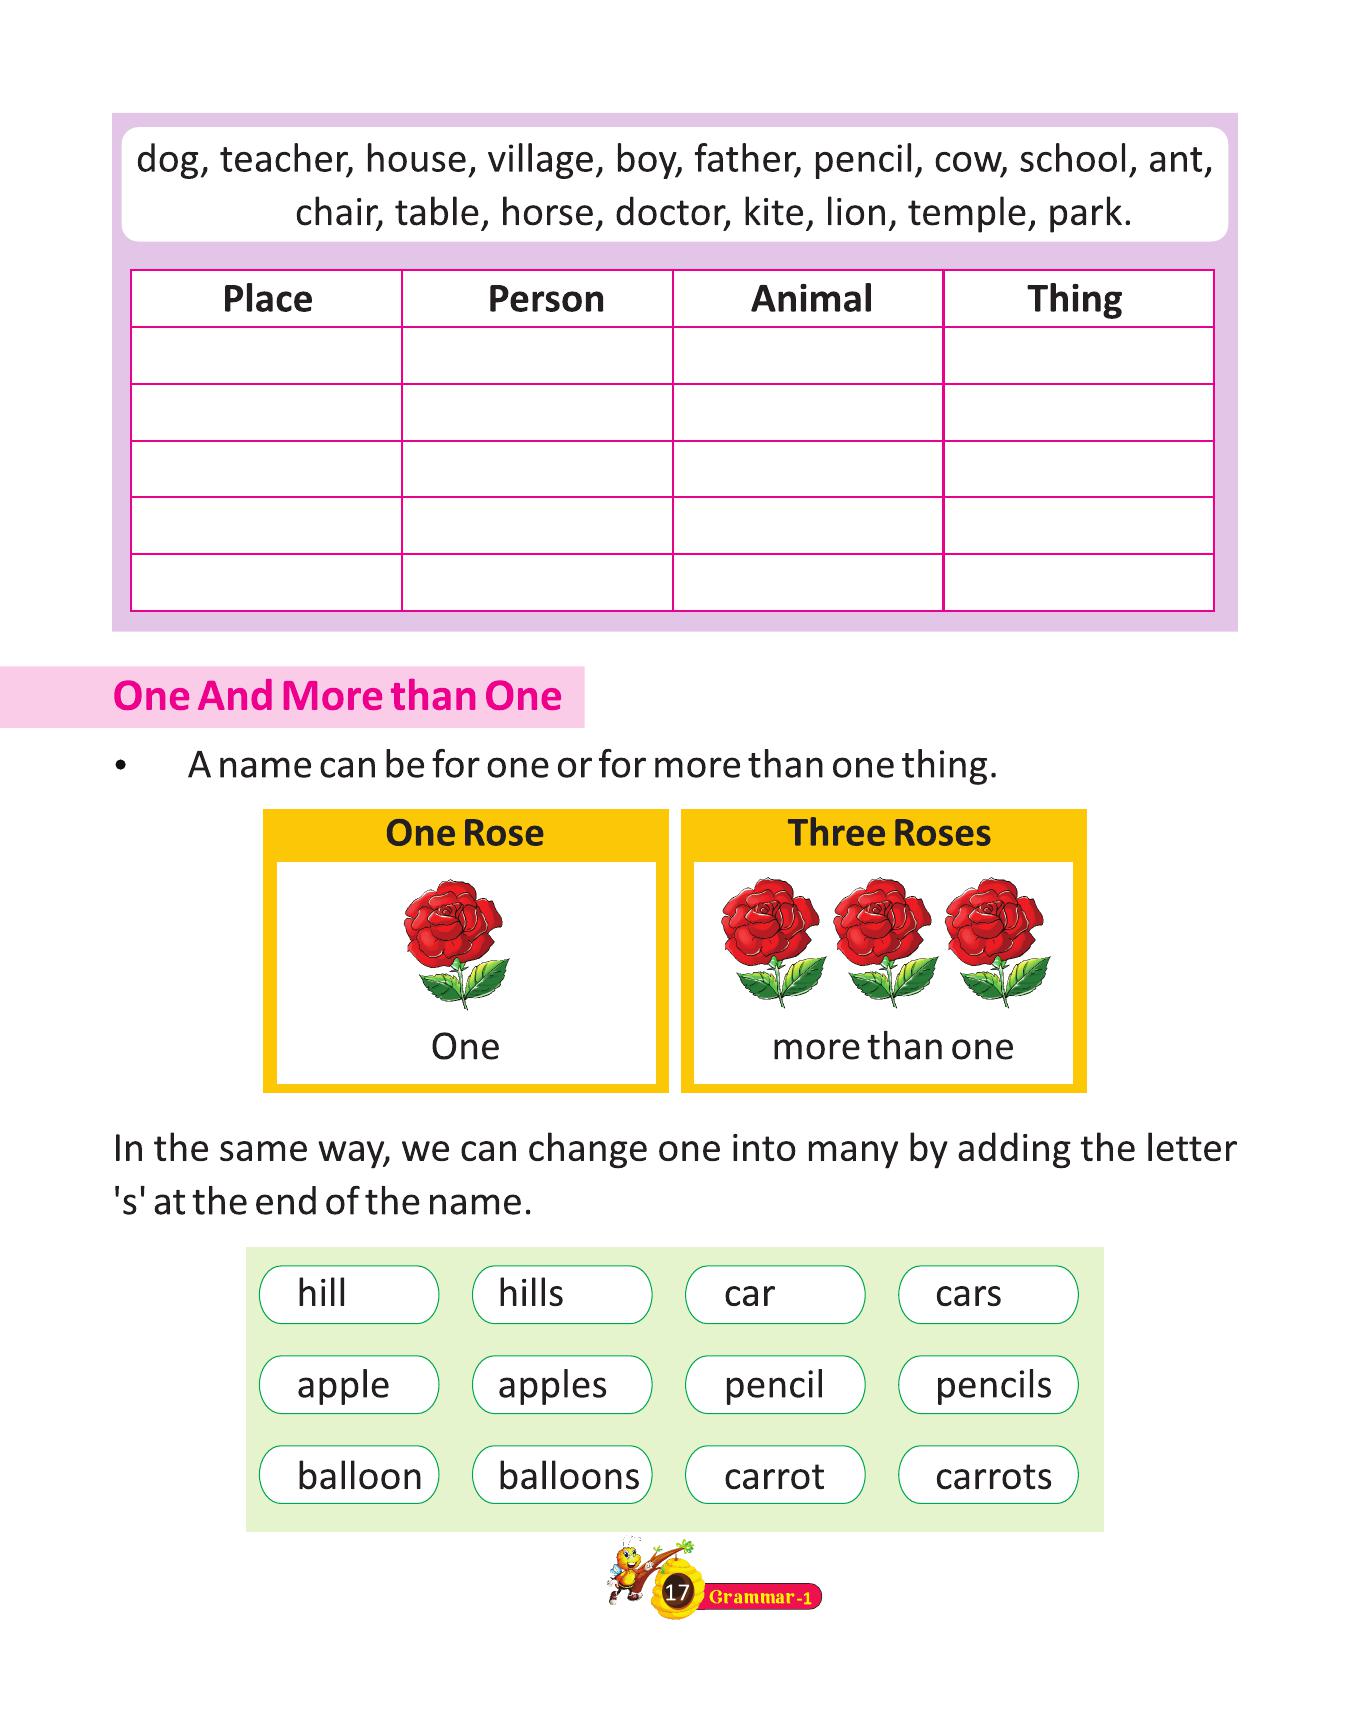 dog, teacher, house, village, boy, father, pencil, cow, school, ant,
chair, table, horse, doctor, kite, lion, temple, park.
Place Person Animal Thing
One And More than One
• A name can be for one or for more than one thing.
One Rose Three Roses
One more than one
In the same way, we can change one into many by adding the letter
's' at the end of the name.
hill hills car cars
apple apples pencil pencils
balloon balloons carrot carrots
17 Grammar-1